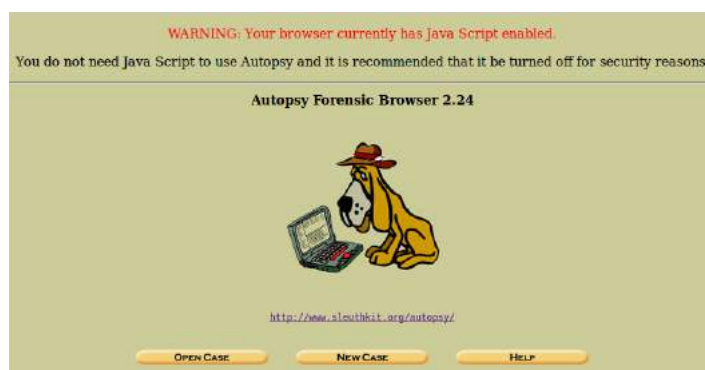 WARNING: Your browser currently has Java Script enabled.
You do not need Java Script to use Autopsy and it is recommended that it be turned off for security reasons
Autopsy Forensic Browser 2.24
http://www.sleuthkit.org/autopsy/
OPEN CASE
NEW CASE
HELP